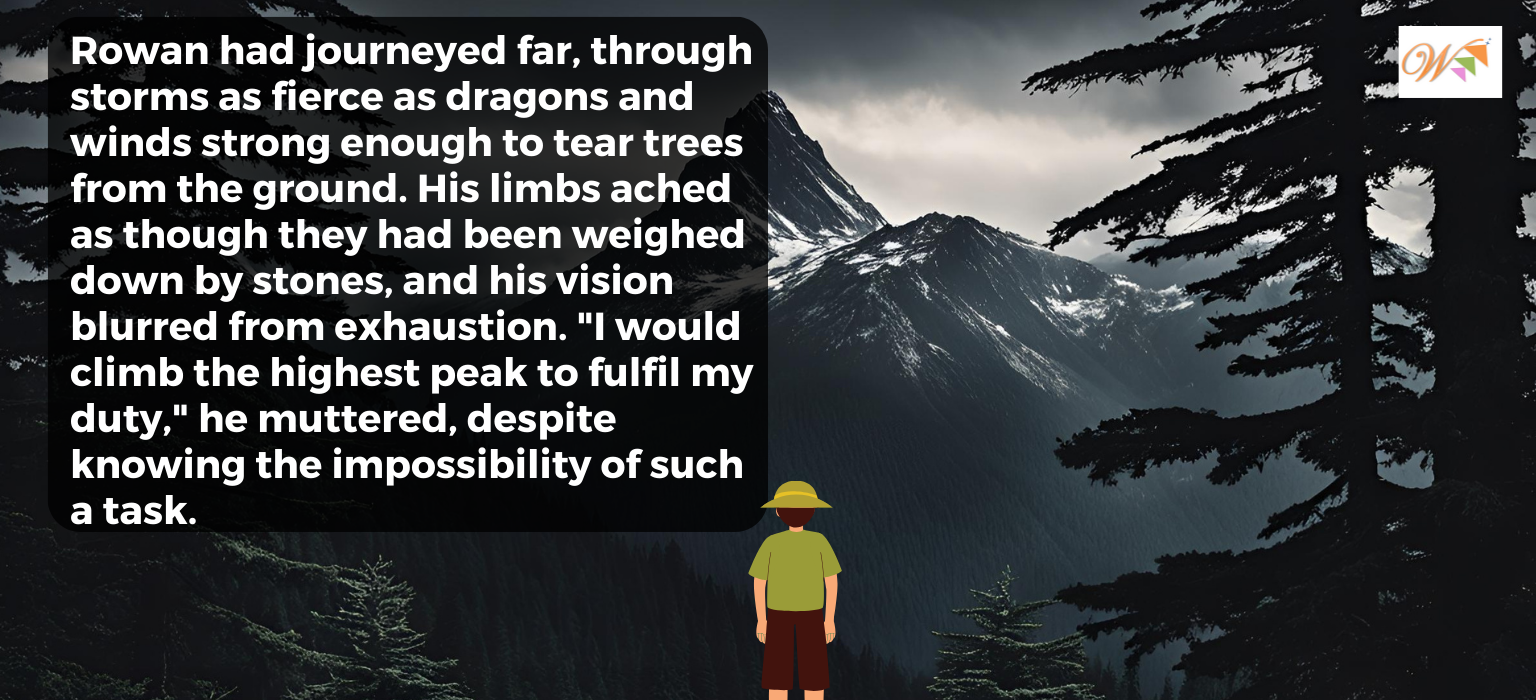 Rowan had journeyed far, through
storms as fierce as dragons and
winds strong enough to tear trees
from the ground. His limbs ached
as though they had been weighed
down by stones, and his vision
blurred from exhaustion. "I would
climb the highest peak to fulfil my
duty," he muttered, despite
knowing the impossibility of such
a task.
W